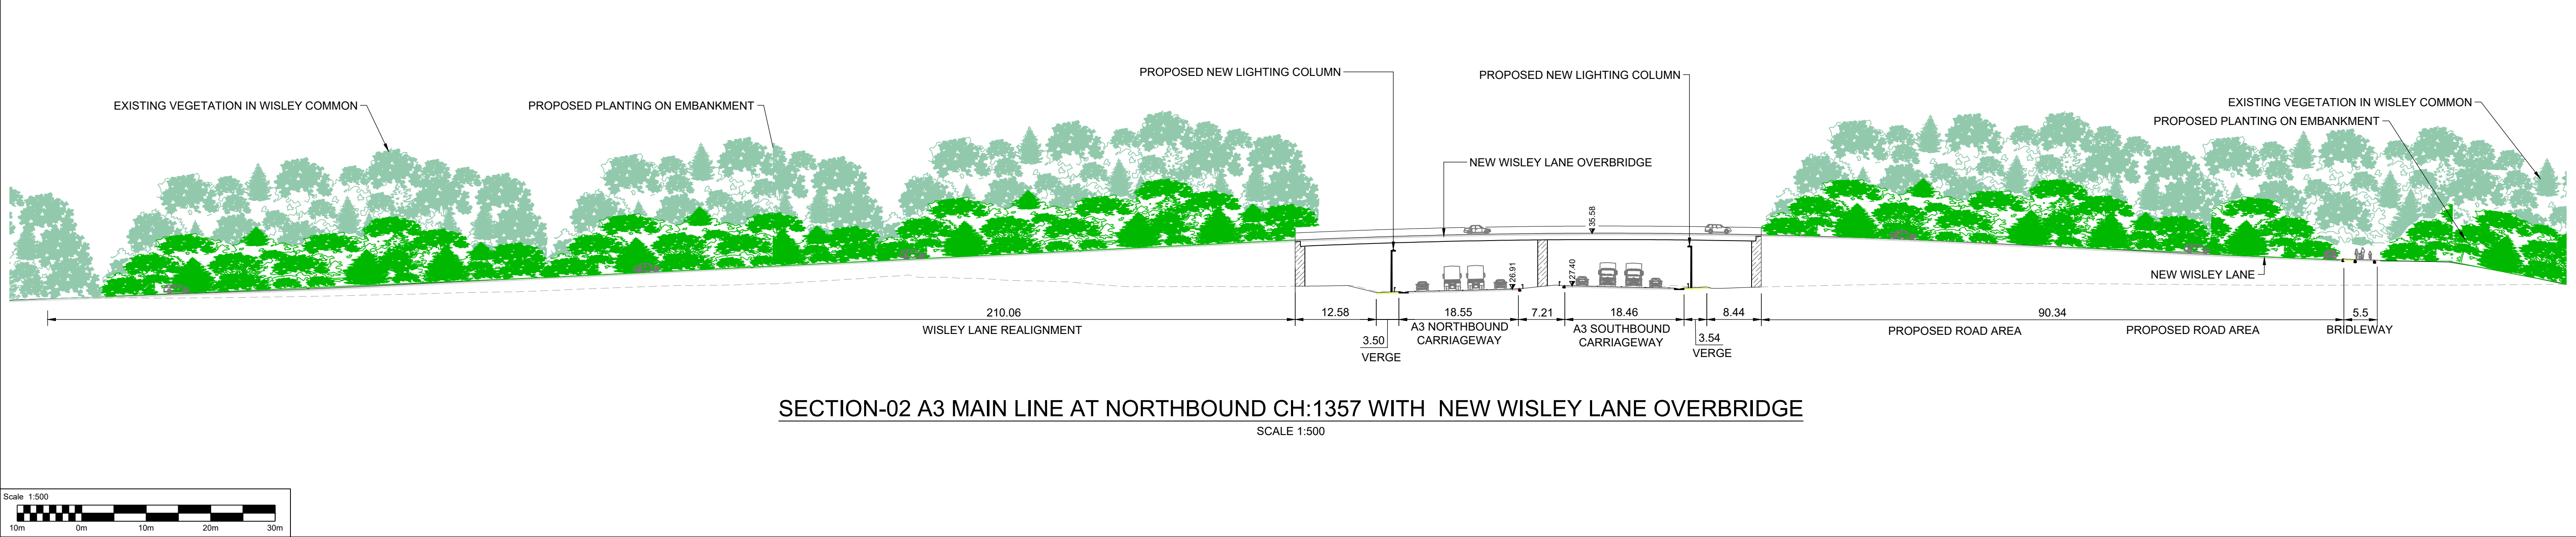 PROPOSED NEW LIGHTING COLUMN
PROPOSED NEW LIGHTING COLUMN
EXISTING VEGETATION IN WISLEY COMMON
PROPOSED PLANTING ON EMBANKMENT
EXISTING VEGETATION IN WISLEY COMMON
PROPOSED PLANTING ON EMBANKMENT
NEW WISLEY LANE OVERBRIDGE
35.58
26.91
27.40
NEW WISLEY LANE
210.06
WISLEY LANE REALIGNMENT
12.58
3.50
VERGE
18.55
A3 NORTHBOUND
CARRIAGEWAY
7.21
18.46
A3 SOUTHBOUND
CARRIAGEWAY
3.54
VERGE
8.44
90.34
PROPOSED ROAD AREA
PROPOSED ROAD AREA
5.5
BRIDLEWAY
SECTION-02 A3 MAIN LINE AT NORTHBOUND CH:1357 WITH NEW WISLEY LANE OVERBRIDGE
SCALE 1:500
Scale 1:500
10m 0m 10m 20m 30m